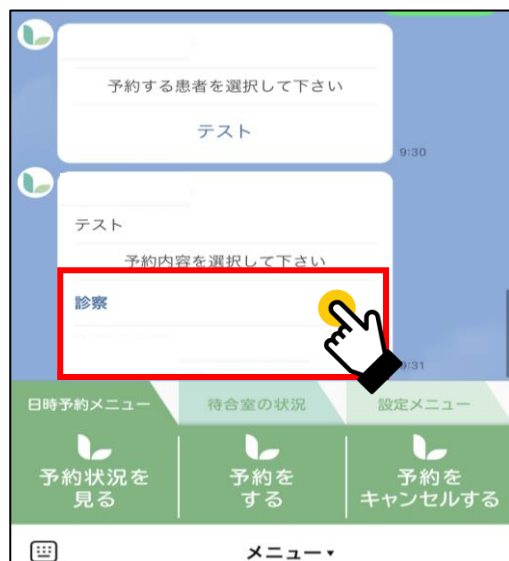 予約する患者を選択して下さい
テスト
9:30
テスト
予約内容を選択して下さい
診察
9:31
日時予約メニュー
待合室の状況
設定メニュー
予約状況を
見る
予約を
する
予約を
キャンセルする
メニュー▼